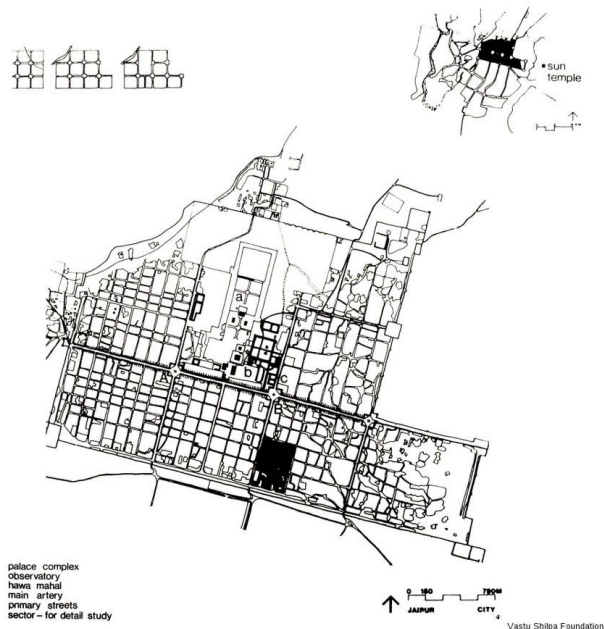 sun
temple
a
b
c
palace complex
observatory
hawa mahal
main artery
primary streets
sector - for detail study
0 150 750M
JAIPUR CITY
Vastu Shilpa Foundation